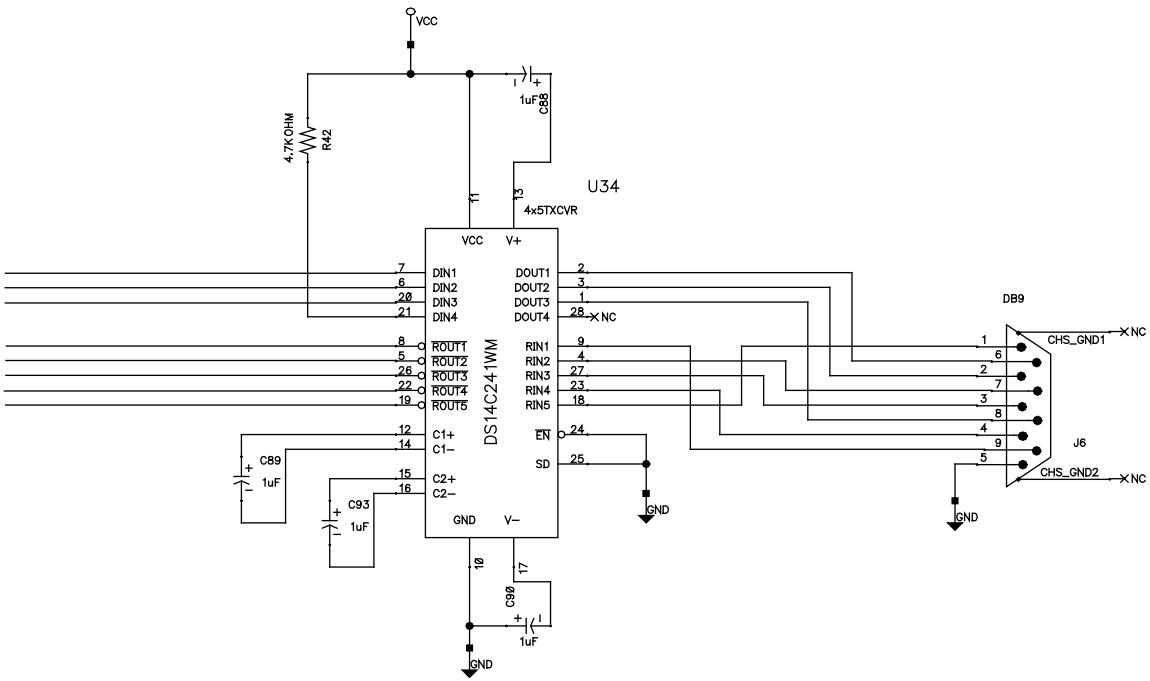 VCC
- +
1uF
C88
4.7KOHM
R42
11
13
U34
4x5TXCVR
VCC V+
7 DIN1 DOUT1 2
6 DIN2 DOUT2 3
20 DIN3 DOUT3 1
21 DIN4 DOUT4 28 NC
8 ROUT1 RIN1 9
5 ROUT2 RIN2 4
26 ROUT3 RIN3 27
22 ROUT4 RIN4 23
19 ROUT5 RIN5 18
DS14C241WM
12 C1+ EN 24
14 C1-
15 C2+ SD 25
16 C2-
C89
+
1uF
-
C93
+
1uF
-
GND
GND V-
10
17
C90
+ -
1uF
GND
DB9
NC
CHS_GND1
1
6
2
7
3
8
4
9
5
J6
CHS_GND2
NC
GND